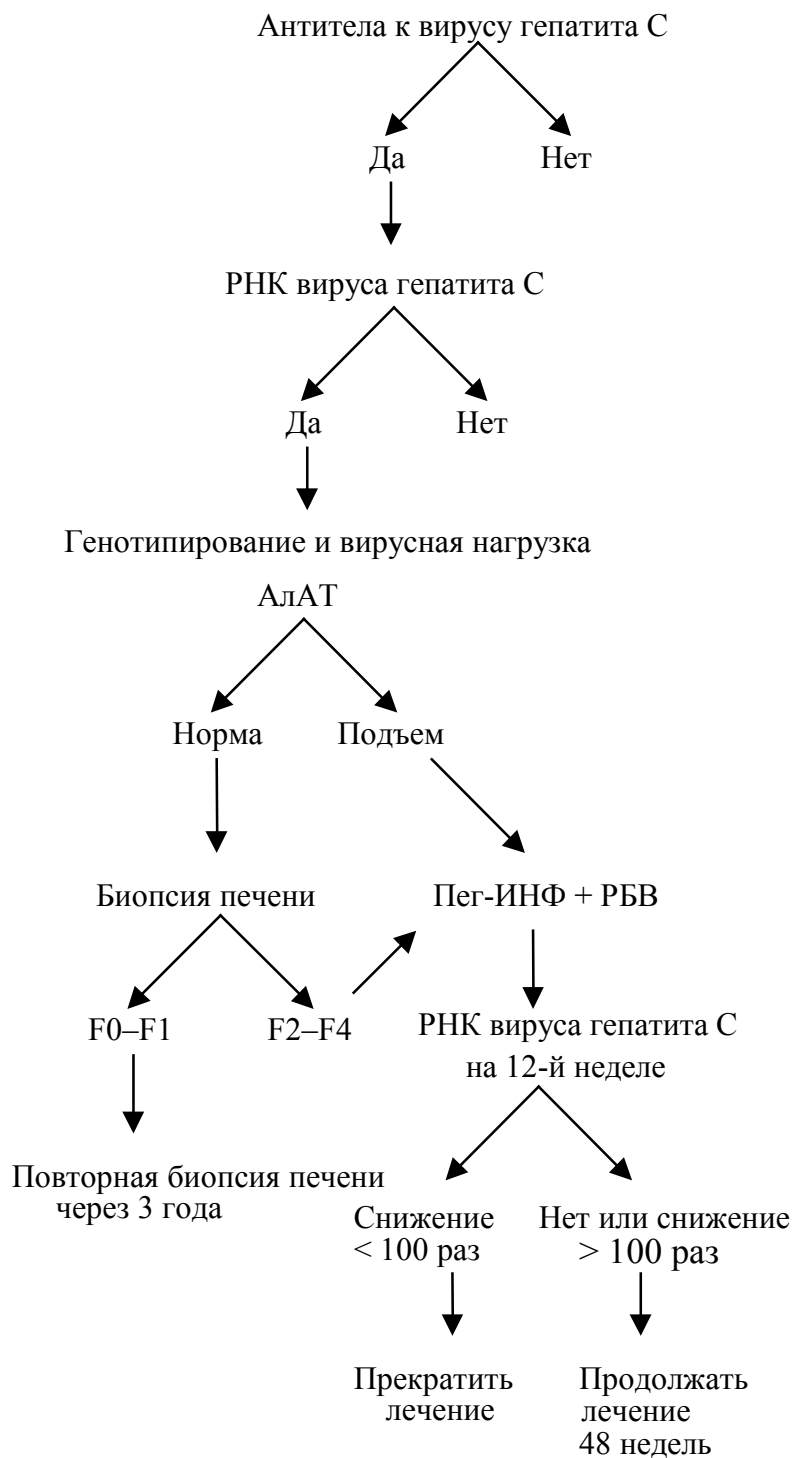 Антитела к вирусу гепатита С
Да
Нет
РНК вируса гепатита С
Да
Нет
Генотипирование и вирусная нагрузка
АлАТ
Норма
Подъем
Биопсия печени
Пег-ИНФ + РБВ
F0–F1
F2–F4
РНК вируса гепатита С
на 12-й неделе
Повторная биопсия печени
через 3 года
Снижение
< 100 раз
Нет или снижение
> 100 раз
Прекратить
лечение
Продолжать
лечение
48 недель